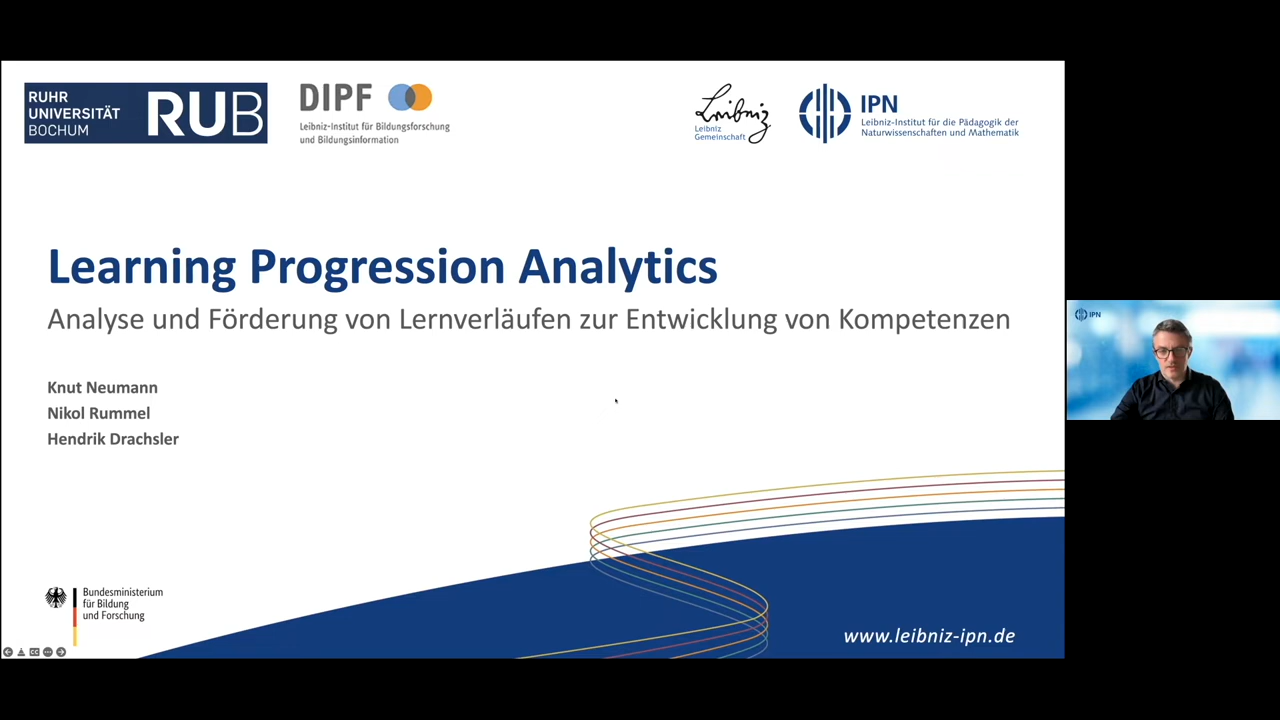 RUHR
UNIVERSITÄT
BOCHUM
RUB
DIPF
Leibniz-Institut für Bildungsforschung
und Bildungsinformation
Leibniz
Leibniz
Gemeinschaft
IPN
Leibniz-Institut für die Pädagogik der
Naturwissenschaften und Mathematik
Learning Progression Analytics
Analyse und Förderung von Lernverläufen zur Entwicklung von Kompetenzen
Knut Neumann
Nikol Rummel
Hendrik Drachsler
IPN
Bundesministerium
für Bildung
und Forschung
www.leibniz-ipn.de